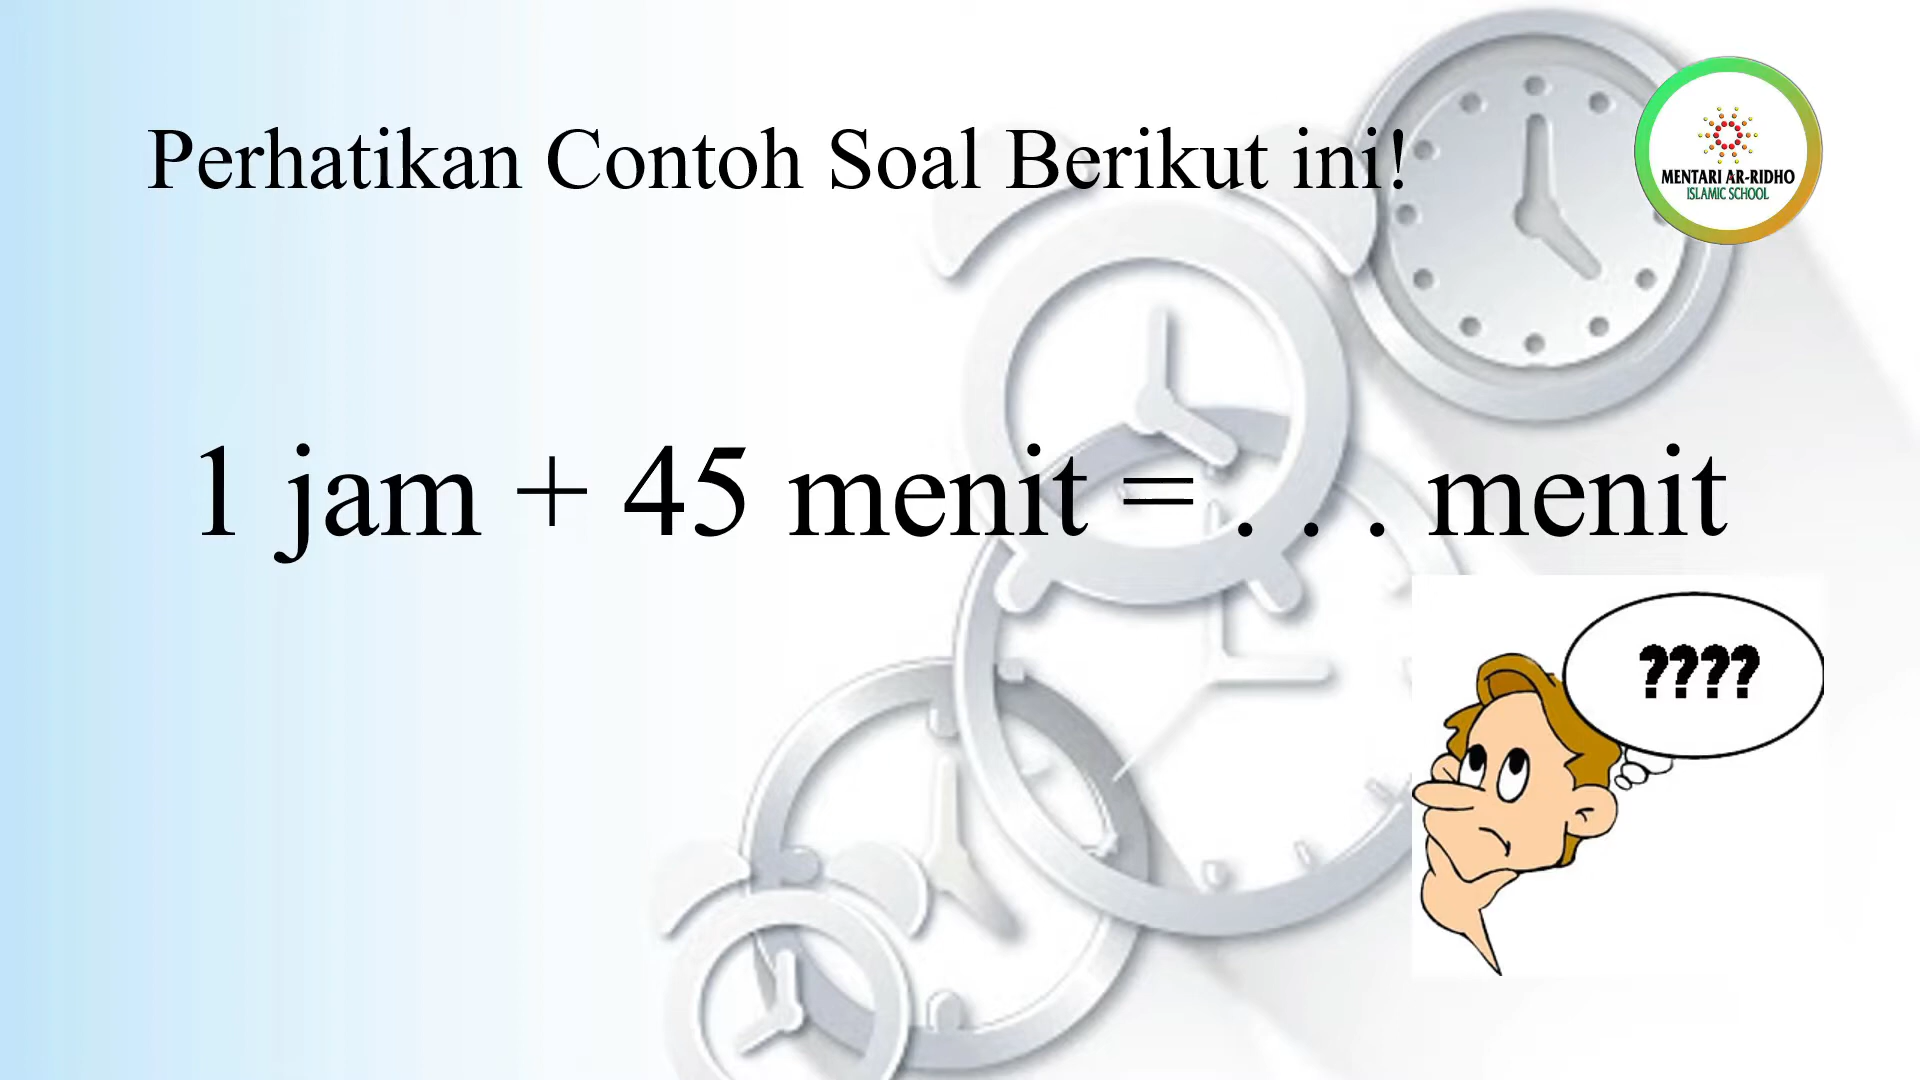 Perhatikan Contoh Soal Berikut ini!
MENTARI AR-RIDHO
ISLAMIC SCHOOL
1 jam + 45 menit = . . . menit
????